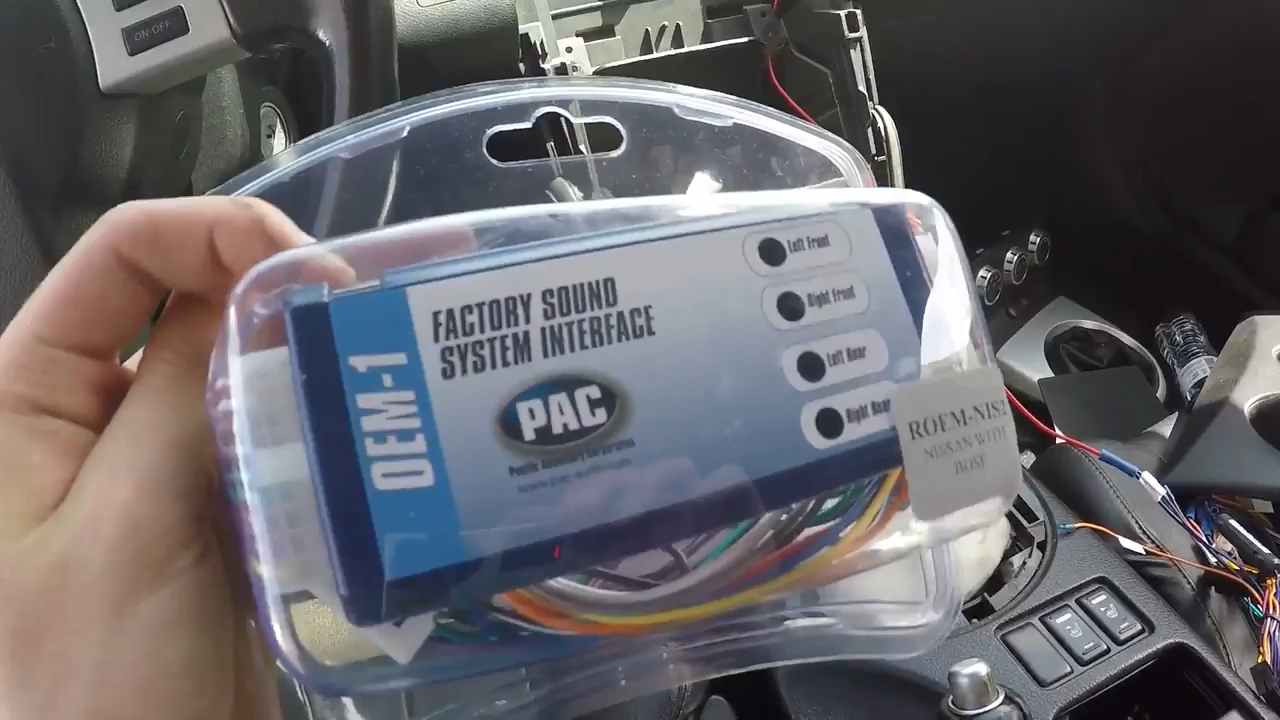 ON/OFF
Left Front
Right Front
Left Rear
Right Rear
FACTORY SOUND
SYSTEM INTERFACE
OEM-1
PAC
ROEM-NIS2
NISSAN WITH
BOSE